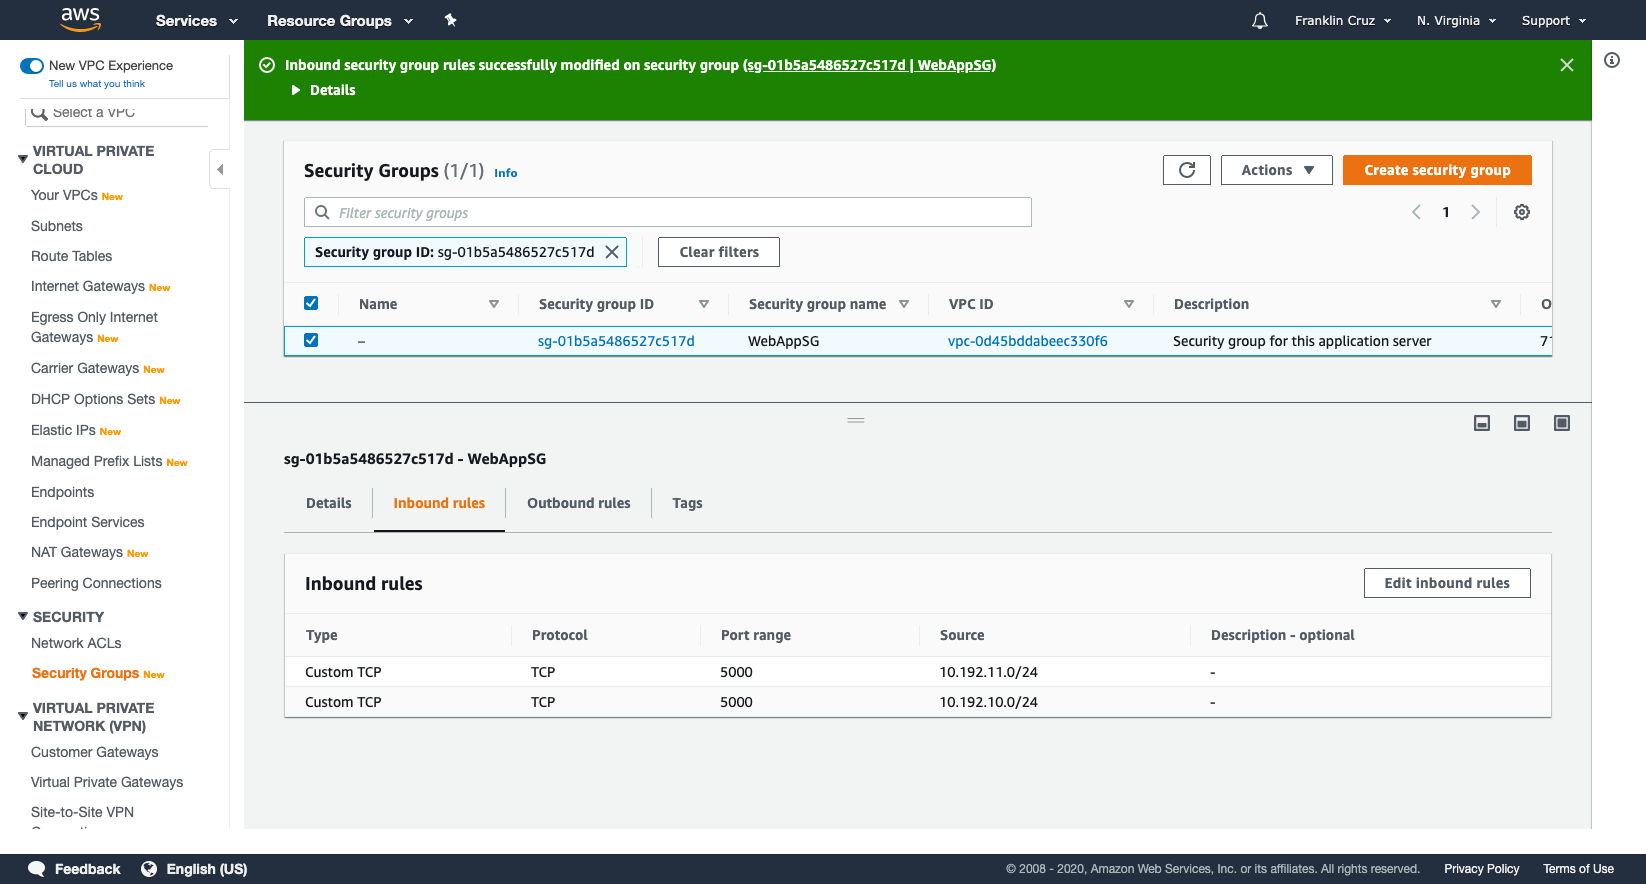 aws Services Resource Groups Franklin Cruz N. Virginia Support
New VPC Experience
Tell us what you think
Select a VPC
VIRTUAL PRIVATE
CLOUD
Your VPCs New
Subnets
Route Tables
Internet Gateways New
Egress Only Internet
Gateways New
Carrier Gateways New
DHCP Options Sets New
Elastic IPs New
Managed Prefix Lists New
Endpoints
Endpoint Services
NAT Gateways New
Peering Connections
SECURITY
Network ACLs
Security Groups New
VIRTUAL PRIVATE
NETWORK (VPN)
Customer Gateways
Virtual Private Gateways
Site-to-Site VPN
Inbound security group rules successfully modified on security group (sg-01b5a5486527c517d | WebAppSG)
Details
Security Groups (1/1) Info
Actions
Create security group
Filter security groups
1
Security group ID: sg-01b5a5486527c517d
Clear filters
Name Security group ID Security group name VPC ID Description O
– sg-01b5a5486527c517d WebAppSG vpc-0d45bddabeec330f6 Security group for this application server 71
sg-01b5a5486527c517d - WebAppSG
Details Inbound rules Outbound rules Tags
Inbound rules
Edit inbound rules
Type Protocol Port range Source Description - optional
Custom TCP TCP 5000 10.192.11.0/24 -
Custom TCP TCP 5000 10.192.10.0/24 -
Feedback English (US) © 2008 - 2020, Amazon Web Services, Inc. or its affiliates. All rights reserved. Privacy Policy Terms of Use